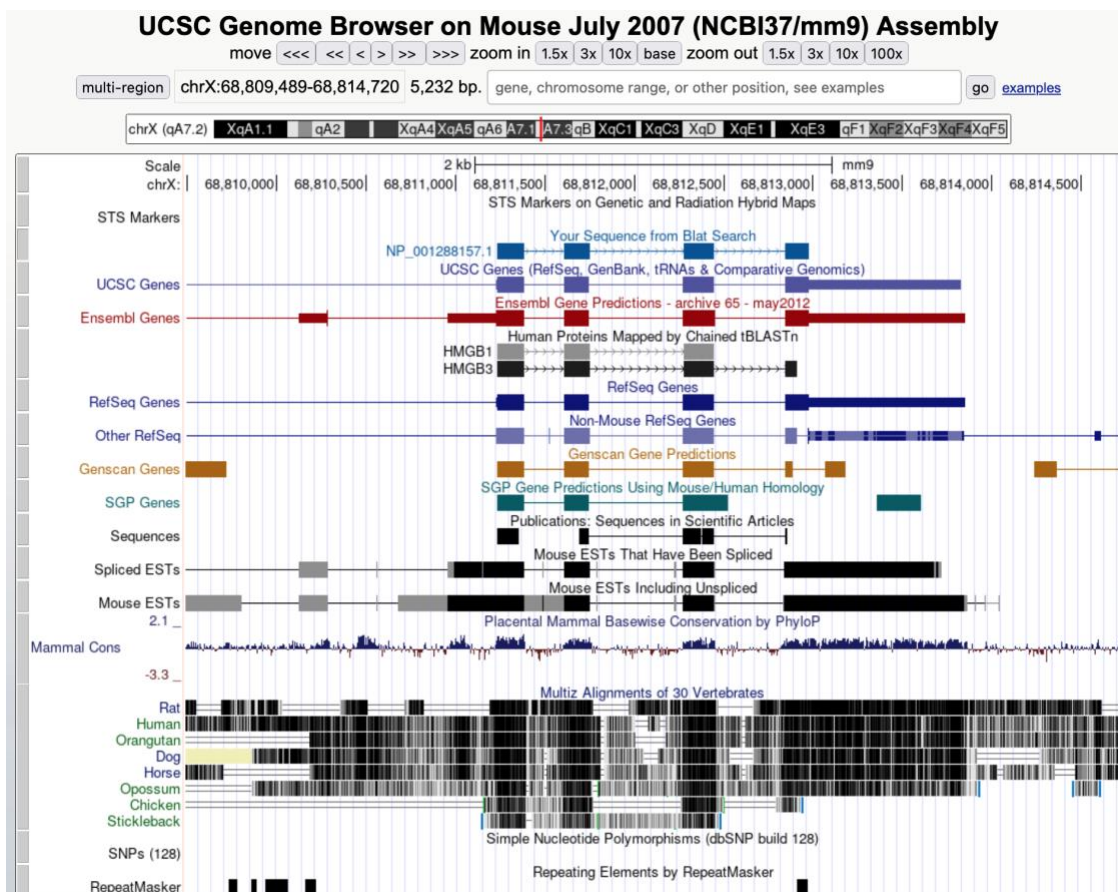 UCSC Genome Browser on Mouse July 2007 (NCBI37/mm9) Assembly
move <<< << < > >> >>> zoom in 1.5x 3x 10x base zoom out 1.5x 3x 10x 100x
multi-region chrX:68,809,489-68,814,720 5,232 bp. gene, chromosome range, or other position, see examples go examples
chrX (qA7.2) XqA1.1 qA2 XqA4 XqA5 qA6 A7.1 A7.3 qB XqC1 XqC3 XqD XqE1 XqE3 qF1 XqF2 XqF3 XqF4 XqF5
Scale 2 kb mm9
chrX: 68,810,000 68,810,500 68,811,000 68,811,500 68,812,000 68,812,500 68,813,000 68,813,500 68,814,000 68,814,500
STS Markers on Genetic and Radiation Hybrid Maps
STS Markers
Your Sequence from Blat Search
NP_001288157.1
UCSC Genes (RefSeq, GenBank, tRNAs & Comparative Genomics)
UCSC Genes
Ensembl Gene Predictions - archive 65 - may2012
Ensembl Genes
Human Proteins Mapped by Chained tBLASTn
HMGB1
HMGB3
RefSeq Genes
RefSeq Genes
Non-Mouse RefSeq Genes
Other RefSeq
Genscan Gene Predictions
Genscan Genes
SGP Gene Predictions Using Mouse/Human Homology
SGP Genes
Publications: Sequences in Scientific Articles
Sequences
Mouse ESTs That Have Been Spliced
Spliced ESTs
Mouse ESTs Including Unspliced
Mouse ESTs
2.1 _ Placental Mammal Basewise Conservation by PhyloP
Mammal Cons
-3.3 _
Multiz Alignments of 30 Vertebrates
Rat
Human
Orangutan
Dog
Horse
Opossum
Chicken
Stickleback
Simple Nucleotide Polymorphisms (dbSNP build 128)
SNPs (128)
Repeating Elements by RepeatMasker
RepeatMasker